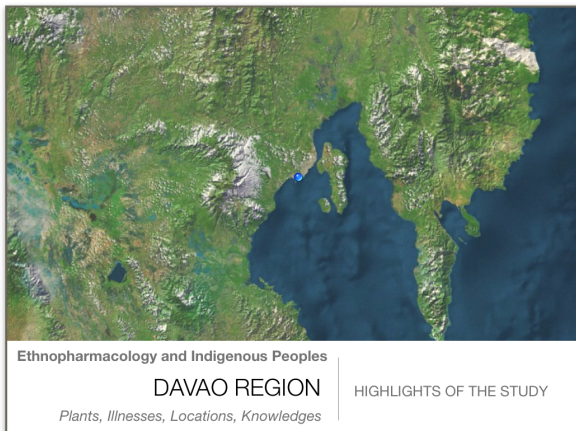 Ethnopharmacology and Indigenous Peoples
DAVAO REGION
Plants, Illnesses, Locations, Knowledges
HIGHLIGHTS OF THE STUDY